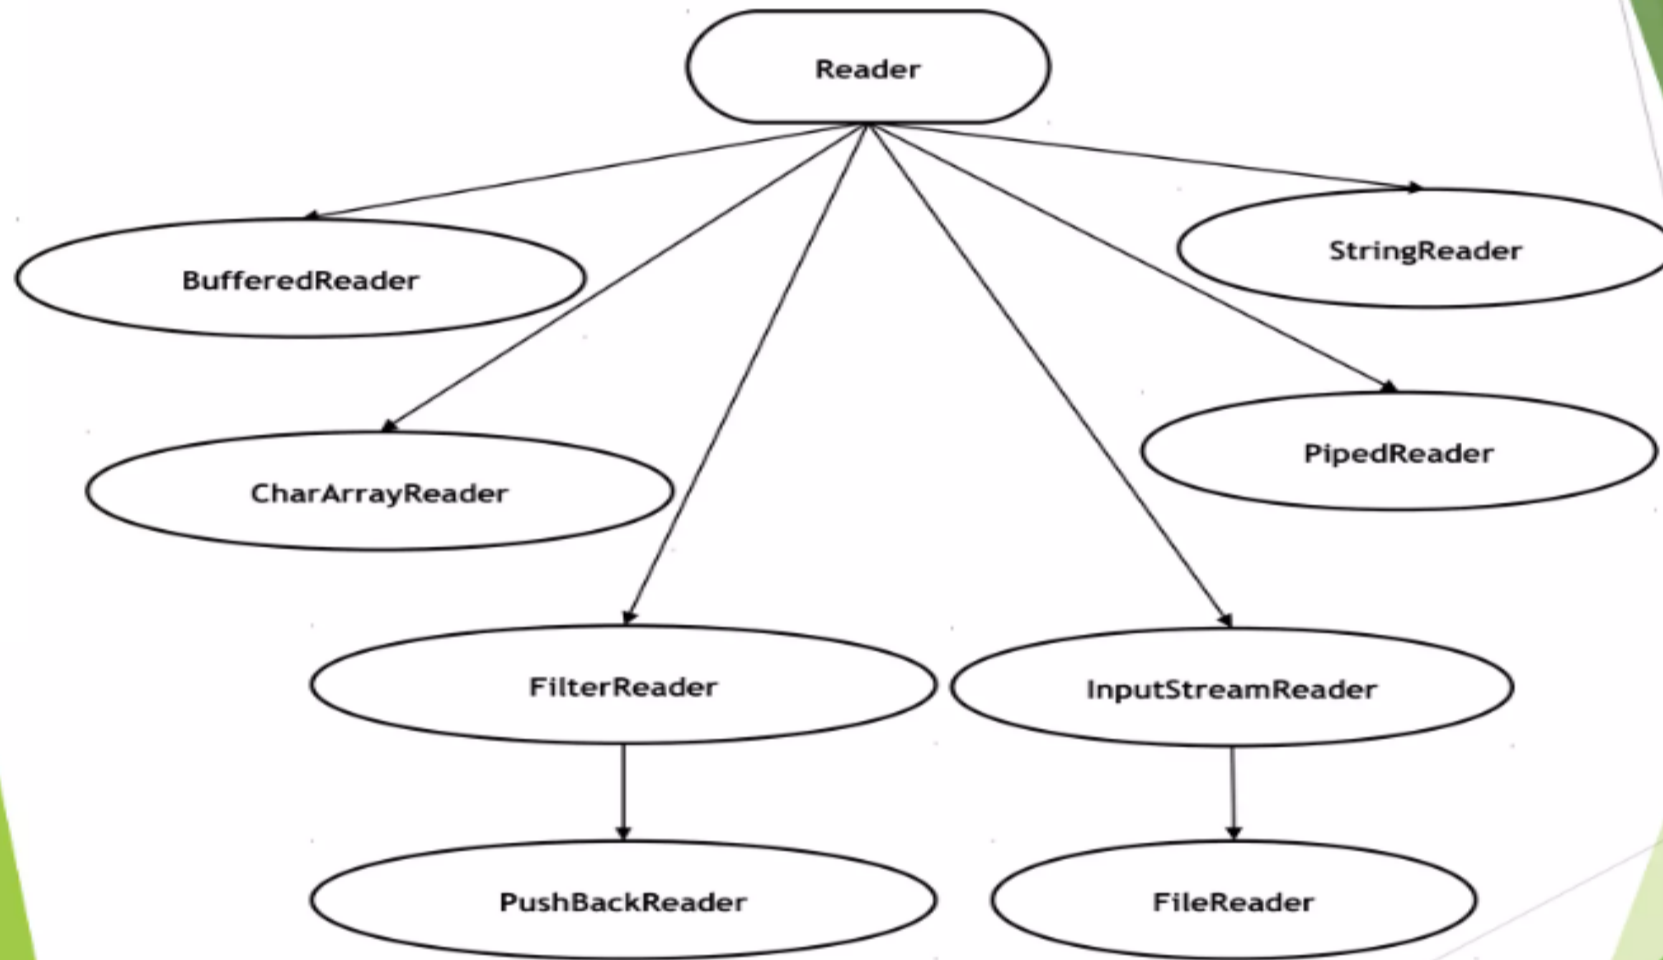 Reader
BufferedReader
StringReader
CharArrayReader
PipedReader
FilterReader
InputStreamReader
PushBackReader
FileReader